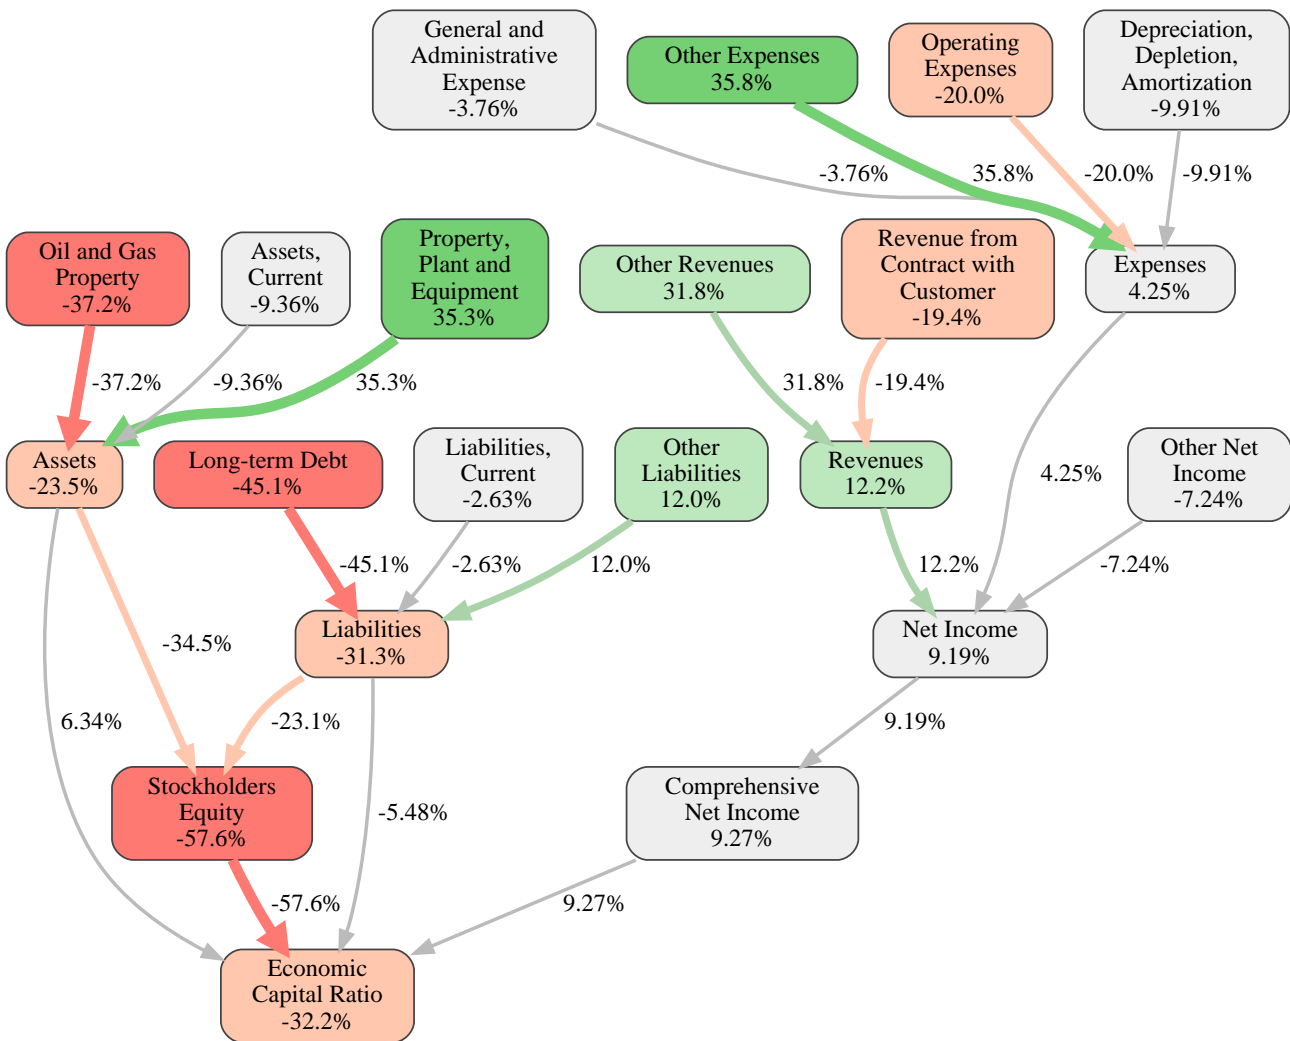 General and
Administrative
Expense
-3.76%
Other Expenses
35.8%
Operating
Expenses
-20.0%
Depreciation,
Depletion,
Amortization
-9.91%
-3.76%
35.8%
-20.0%
-9.91%
Oil and Gas
Property
-37.2%
Assets,
Current
-9.36%
Property,
Plant and
Equipment
35.3%
Other Revenues
31.8%
Revenue from
Contract with
Customer
-19.4%
Expenses
4.25%
-37.2%
-9.36%
35.3%
31.8%
-19.4%
Assets
-23.5%
Long-term Debt
-45.1%
Liabilities,
Current
-2.63%
Other
Liabilities
12.0%
Revenues
12.2%
4.25%
Other Net
Income
-7.24%
-45.1%
-2.63%
12.0%
12.2%
-7.24%
-34.5%
Liabilities
-31.3%
Net Income
9.19%
6.34%
-23.1%
9.19%
Stockholders
Equity
-57.6%
-5.48%
Comprehensive
Net Income
9.27%
-57.6%
9.27%
Economic
Capital Ratio
-32.2%